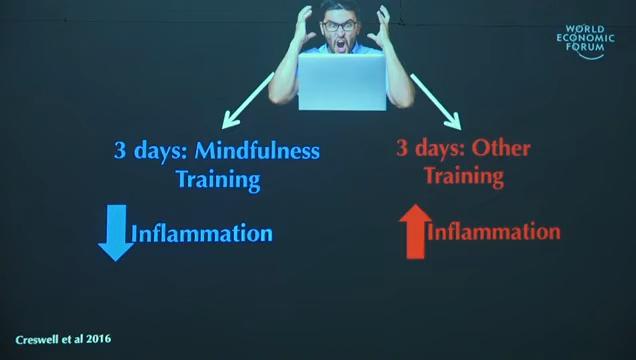 WORLD
ECONOMIC
FORUM
3 days: Mindfulness
Training
3 days: Other
Training
Inflammation
Inflammation
Creswell et al 2016